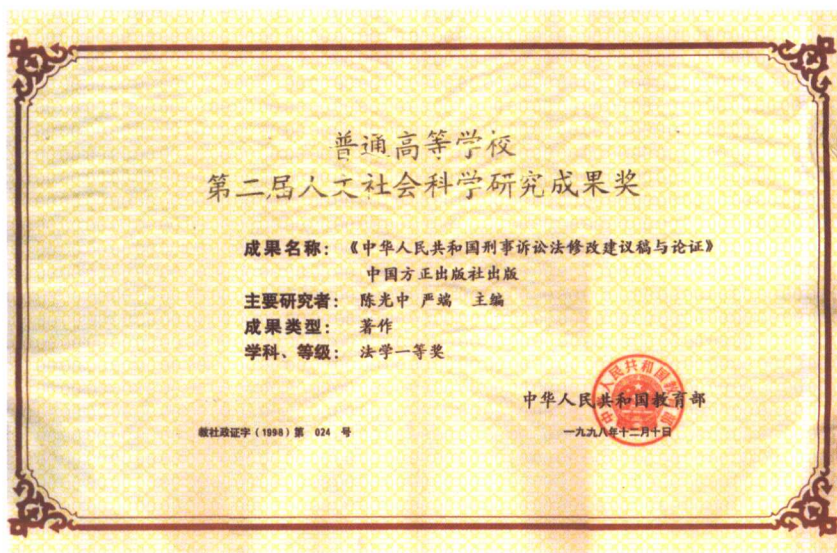 普通高等学校
第二届人文社会科学研究成果奖
成果名称：《中华人民共和国刑事诉讼法修改建议稿与论证》
中国方正出版社出版
主要研究者：陈光中 严端 主编
成果类型：著作
学科、等级：法学一等奖
中华人民共和国教育部
教社政证字（1998）第 024 号
一九九八年十二月十日